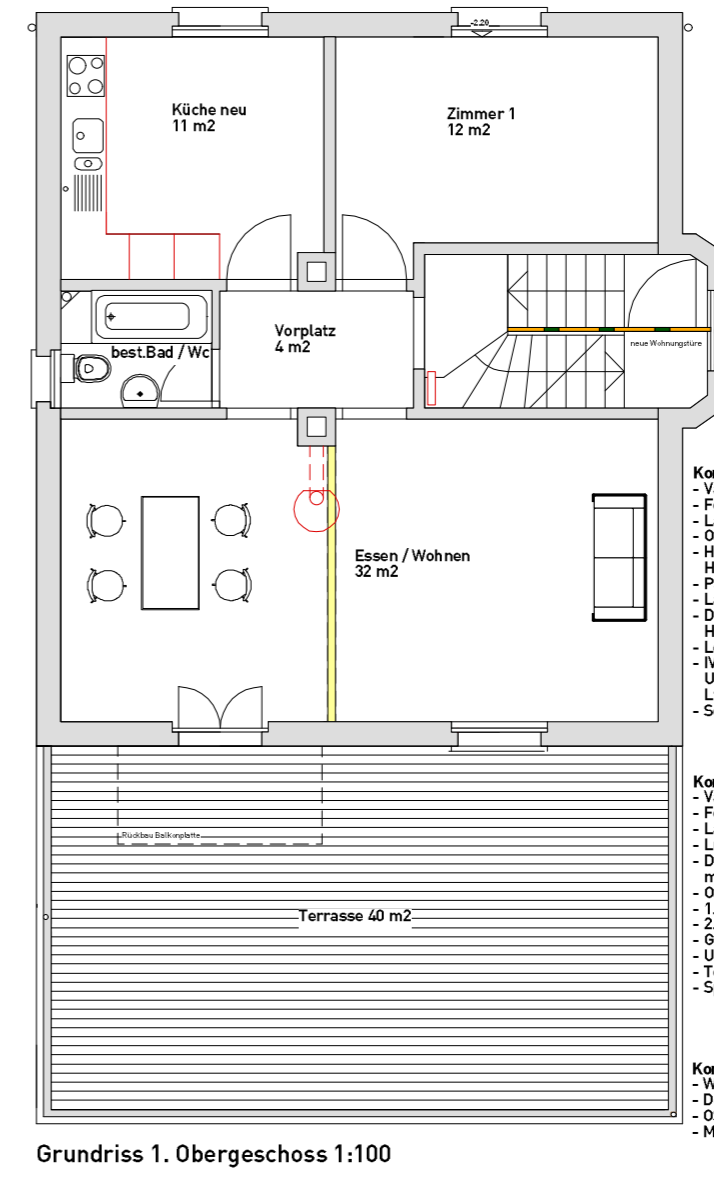 -2.20
Küche neu
11 m2
Zimmer 1
12 m2
Vorplatz
4 m2
best.Bad / Wc
neue Wohnungstüre
Essen / Wohnen
32 m2
Rückbau Balkonplatte
Terrasse 40 m2
Grundriss 1. Obergeschoss 1:100